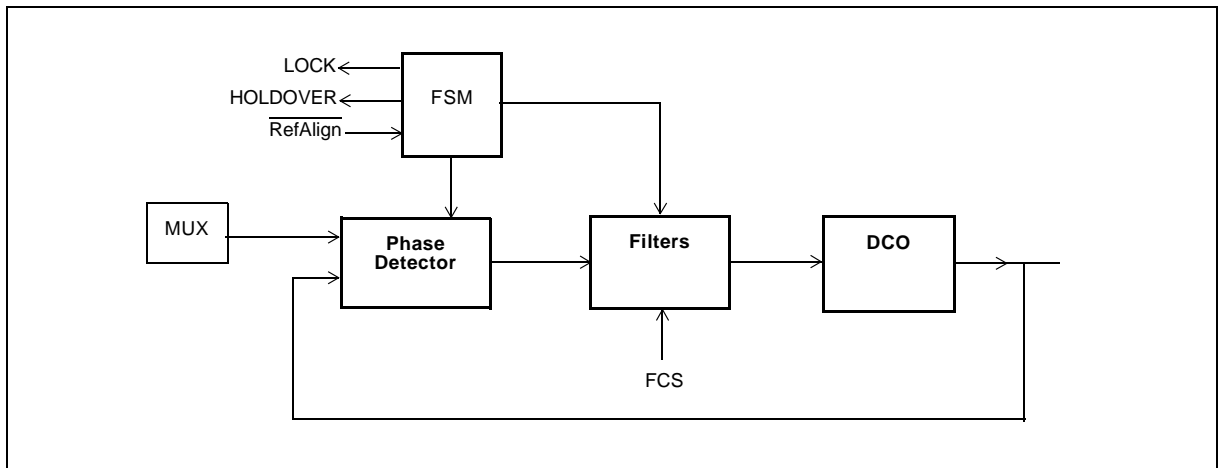 LOCK
HOLDOVER
RefAlign
FSM
MUX
Phase
Detector
Filters
DCO
FCS